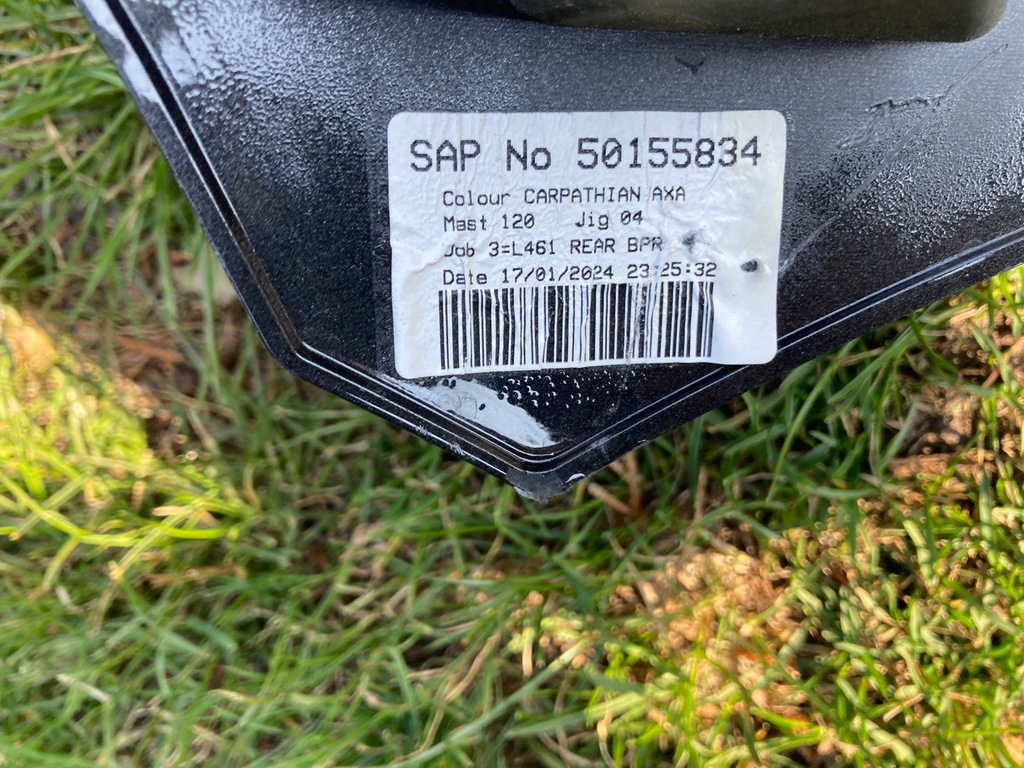 SAP No 50155834
Colour CARPATHIAN AXA
Mast 120 Jig 04
Job 3=L461 REAR BPR
Date 17/01/2024 23:25:32